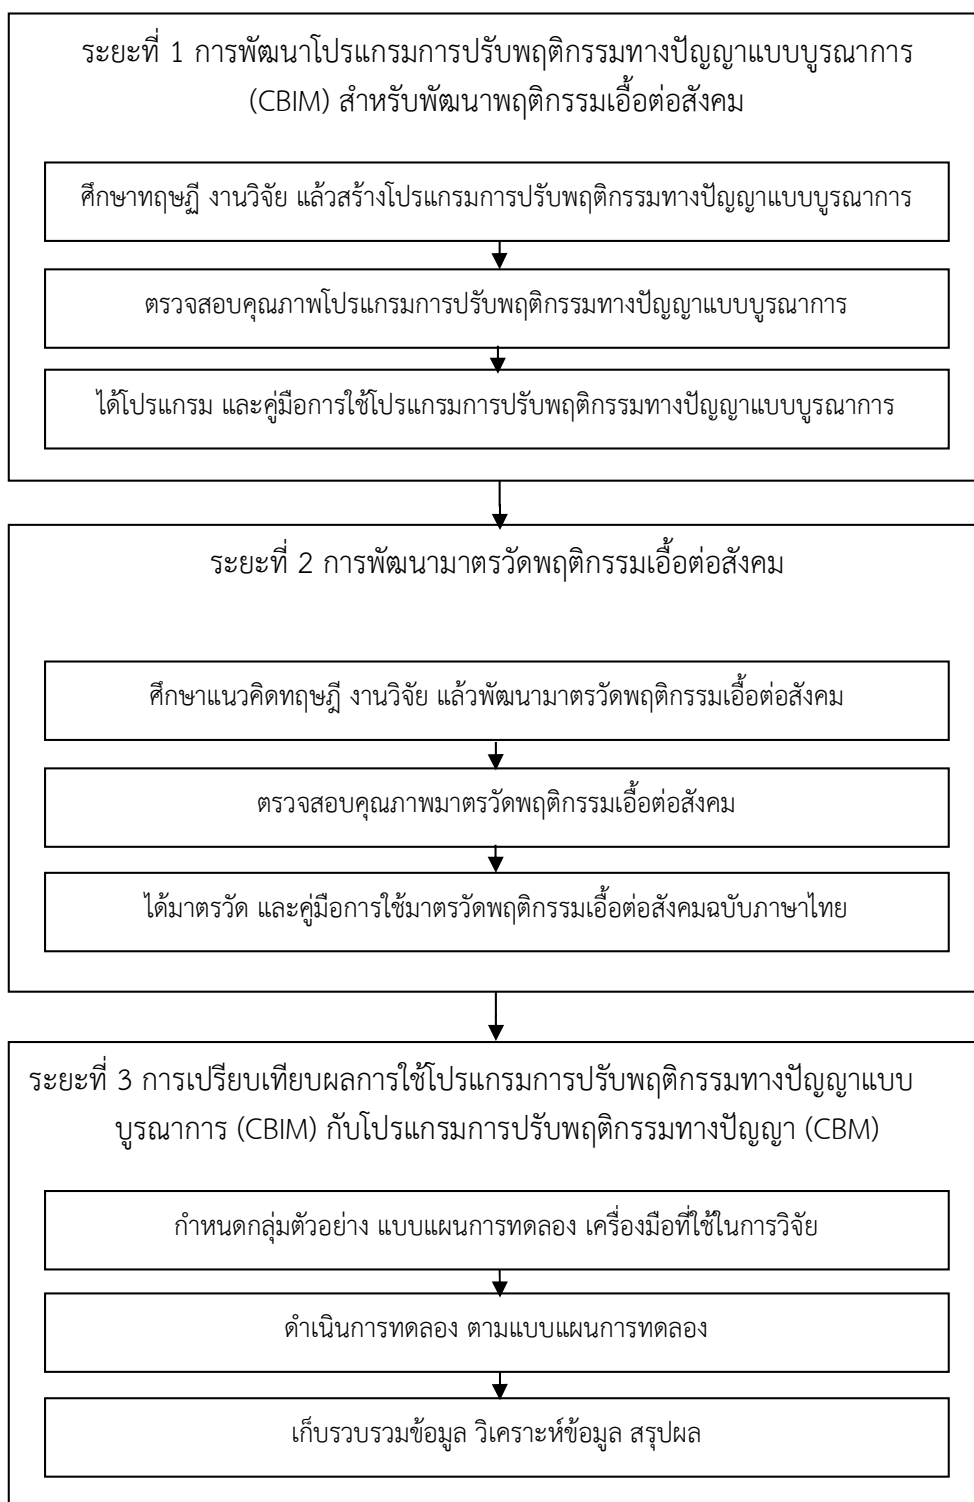 ระยะที่ 1 การพัฒนาโปรแกรมการปรับพฤติกรรมทางปัญญาแบบบูรณาการ
(CBIM) สำหรับพัฒนาพฤติกรรมเอื้อต่อสังคม
ศึกษาทฤษฏี งานวิจัย แล้วสร้างโปรแกรมการปรับพฤติกรรมทางปัญญาแบบบูรณาการ
ตรวจสอบคุณภาพโปรแกรมการปรับพฤติกรรมทางปัญญาแบบบูรณาการ
ได้โปรแกรม และคู่มือการใช้โปรแกรมการปรับพฤติกรรมทางปัญญาแบบบูรณาการ
ระยะที่ 2 การพัฒนามาตรวัดพฤติกรรมเอื้อต่อสังคม
ศึกษาแนวคิดทฤษฎี งานวิจัย แล้วพัฒนามาตรวัดพฤติกรรมเอื้อต่อสังคม
ตรวจสอบคุณภาพมาตรวัดพฤติกรรมเอื้อต่อสังคม
ได้มาตรวัด และคู่มือการใช้มาตรวัดพฤติกรรมเอื้อต่อสังคมฉบับภาษาไทย
ระยะที่ 3 การเปรียบเทียบผลการใช้โปรแกรมการปรับพฤติกรรมทางปัญญาแบบ
บูรณาการ (CBIM) กับโปรแกรมการปรับพฤติกรรมทางปัญญา (CBM)
กำหนดกลุ่มตัวอย่าง แบบแผนการทดลอง เครื่องมือที่ใช้ในการวิจัย
ดำเนินการทดลอง ตามแบบแผนการทดลอง
เก็บรวบรวมข้อมูล วิเคราะห์ข้อมูล สรุปผล